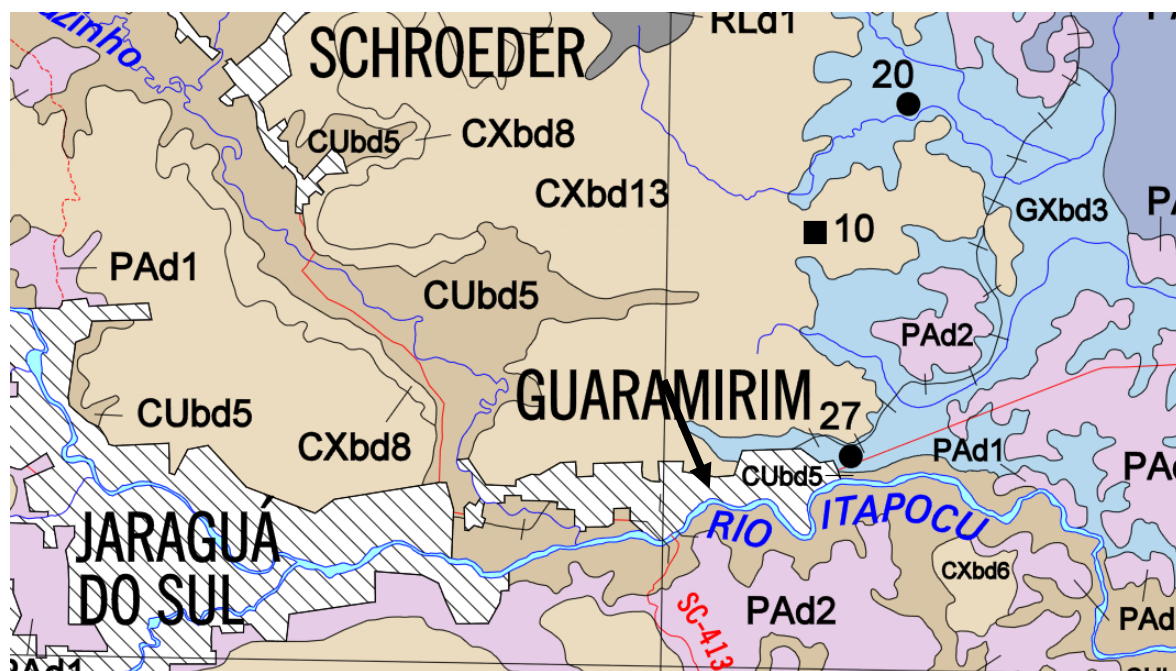 RLd1
SCHROEDER
20
CUbd5
CXbd8
CXbd13
GXbd3
10
PAd1
CUbd5
PAd2
GUARAMIRIM
27
CUbd5
CXbd8
PAd1
CUbd5
RIO ITAPOCU
JARAGUÁ
DO SUL
CXbd6
PAd2
SC-413